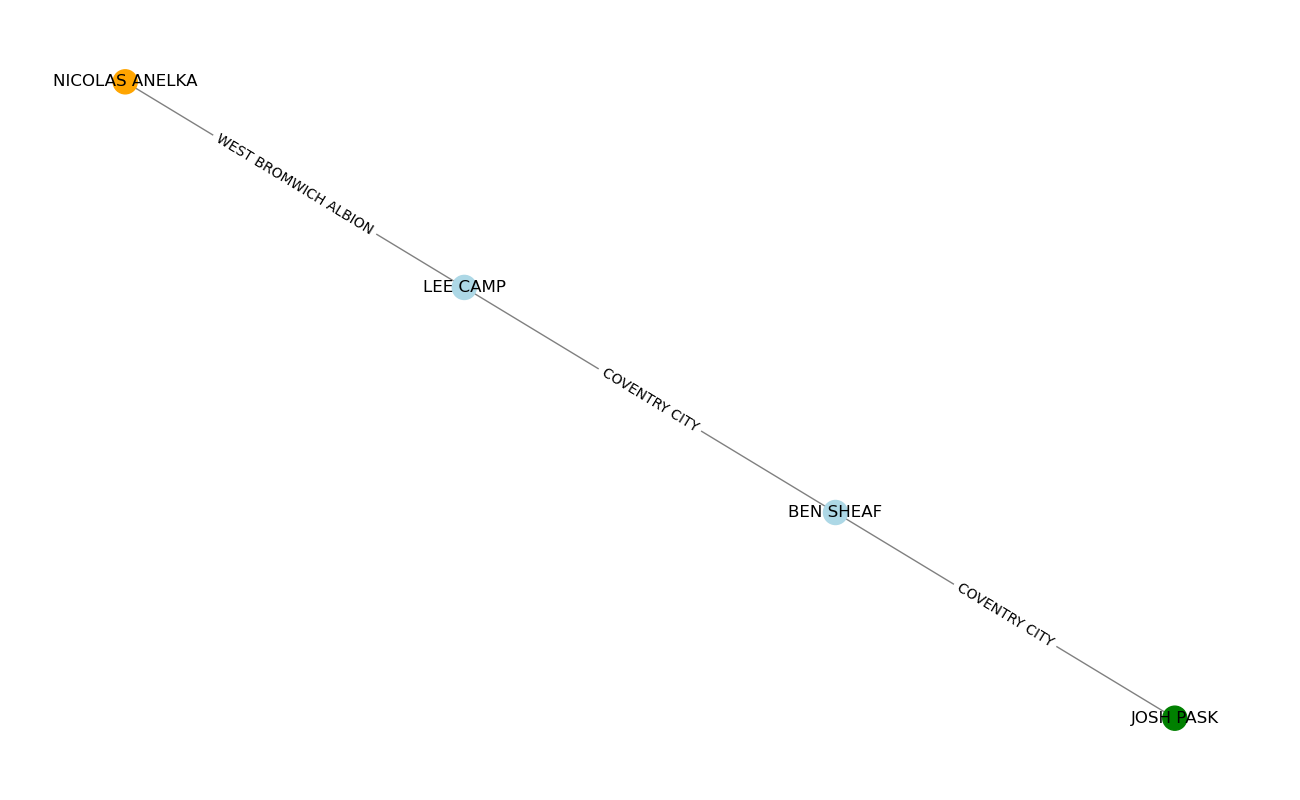 NICOLAS ANELKA
WEST BROMWICH ALBION
LEE CAMP
COVENTRY CITY
BEN SHEAF
COVENTRY CITY
JOSH PASK